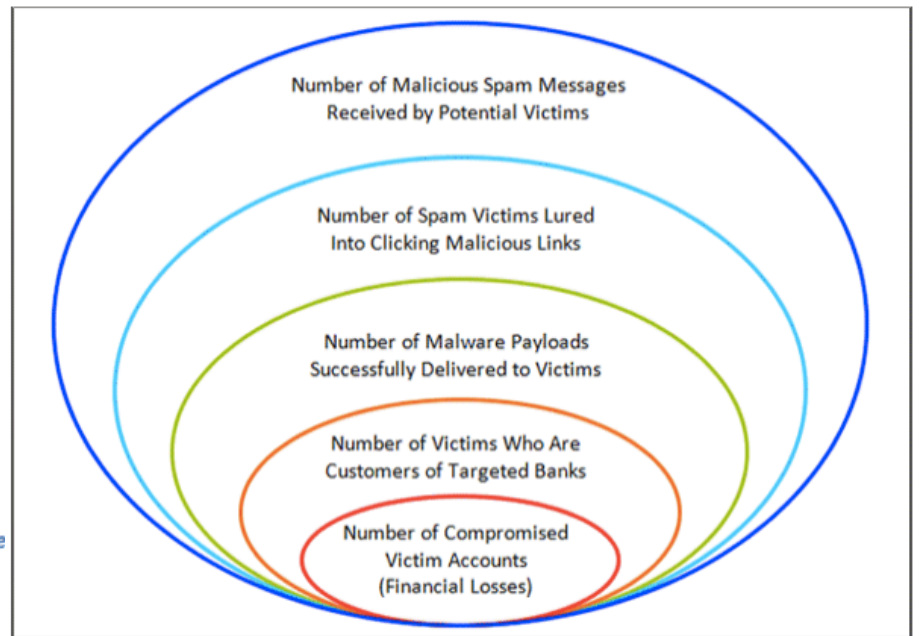 Number of Malicious Spam Messages
Received by Potential Victims
Number of Spam Victims Lured
Into Clicking Malicious Links
Number of Malware Payloads
Successfully Delivered to Victims
Number of Victims Who Are
Customers of Targeted Banks
Number of Compromised
Victim Accounts
(Financial Losses)